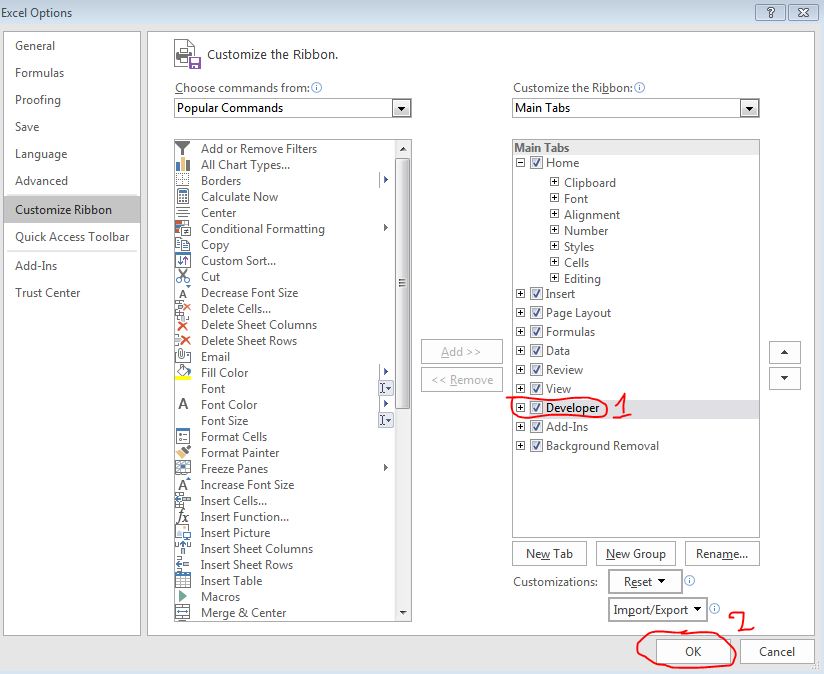 Excel Options
General
Formulas
Proofing
Save
Language
Advanced
Customize Ribbon
Quick Access Toolbar
Add-Ins
Trust Center
Customize the Ribbon.
Choose commands from:
Popular Commands
Add or Remove Filters
All Chart Types...
Borders
Calculate Now
Center
Conditional Formatting
Copy
Custom Sort...
Cut
Decrease Font Size
Delete Cells...
Delete Sheet Columns
Delete Sheet Rows
Email
Fill Color
Font
Font Color
Font Size
Format Cells
Format Painter
Freeze Panes
Increase Font Size
Insert Cells...
Insert Function...
Insert Picture
Insert Sheet Columns
Insert Sheet Rows
Insert Table
Macros
Merge & Center
Add >>
<< Remove
Customize the Ribbon:
Main Tabs
Main Tabs
Home
Clipboard
Font
Alignment
Number
Styles
Cells
Editing
Insert
Page Layout
Formulas
Data
Review
View
Developer 1
Add-Ins
Background Removal
New Tab New Group Rename...
Customizations: Reset
Import/Export
2
OK Cancel